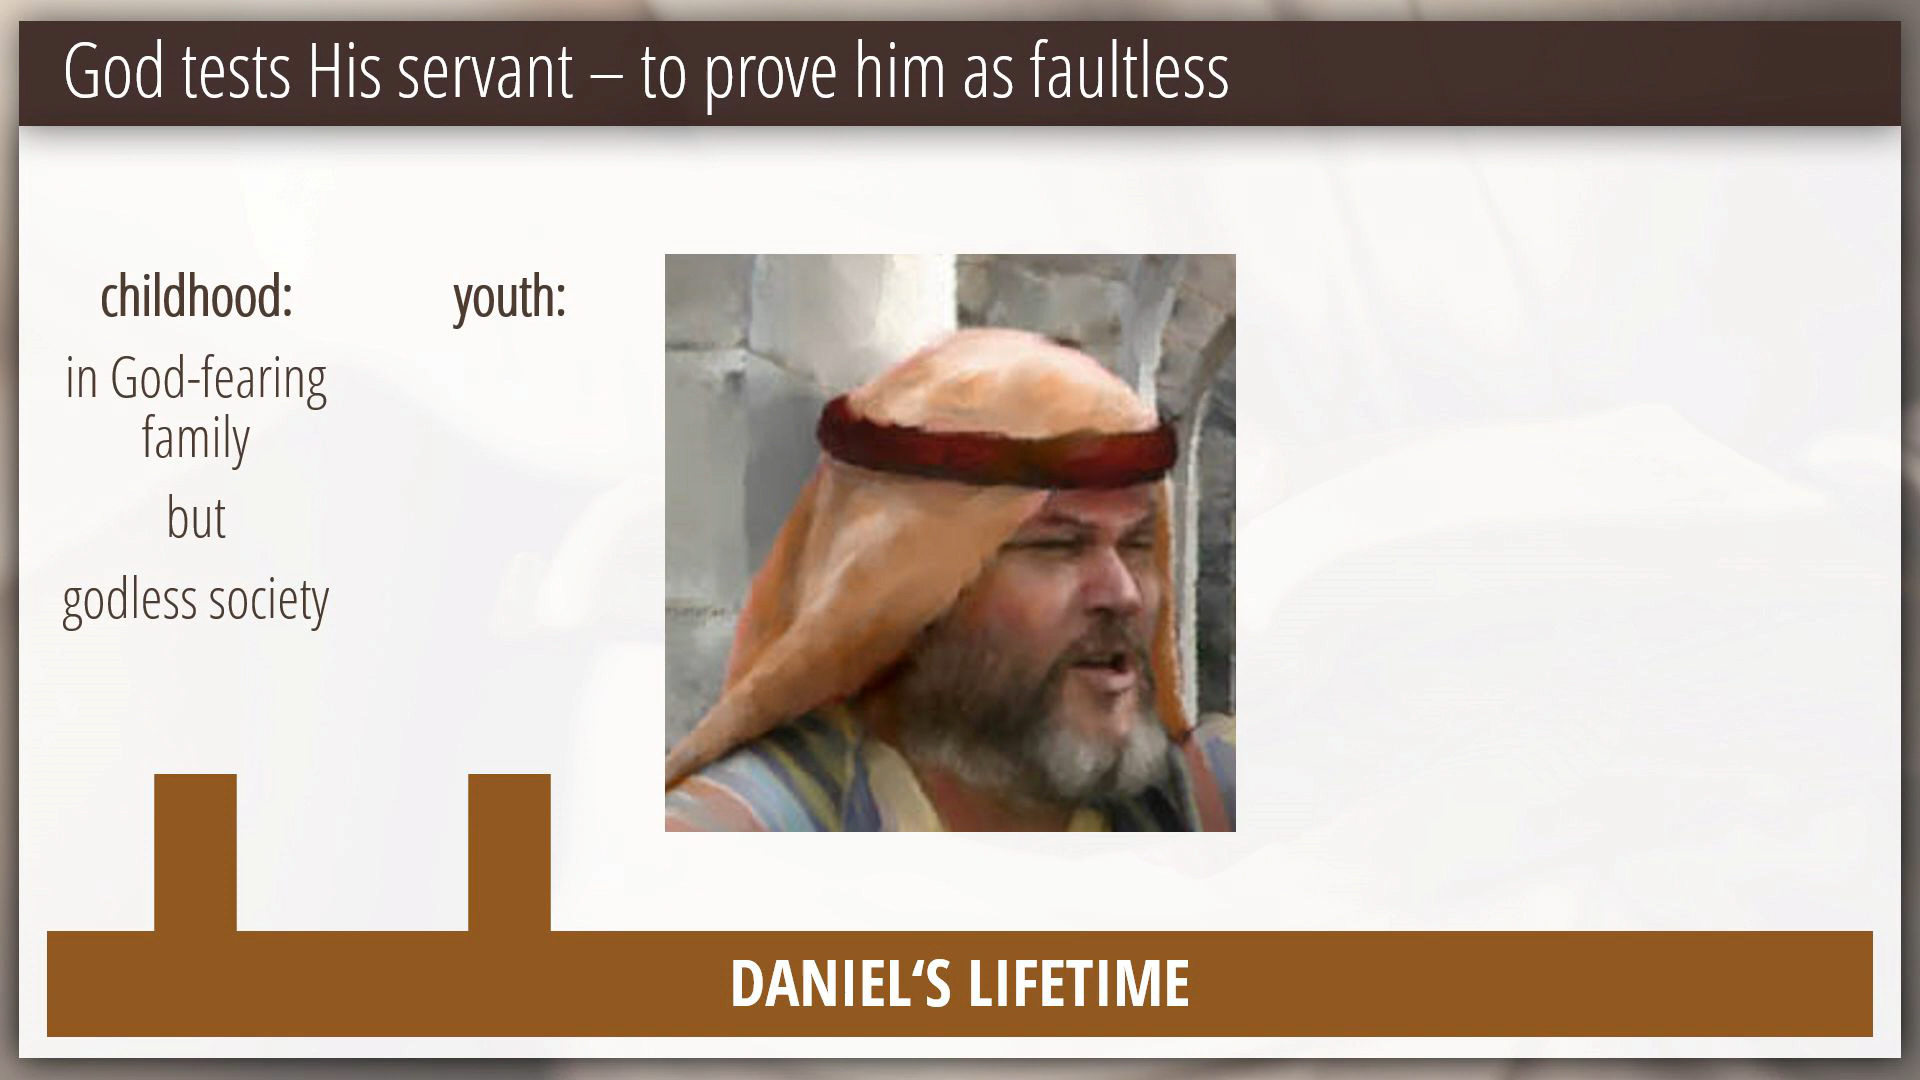 God tests His servant – to prove him as faultless
childhood:
in God-fearing
family
but
godless society
youth:
DANIEL‘S LIFETIME